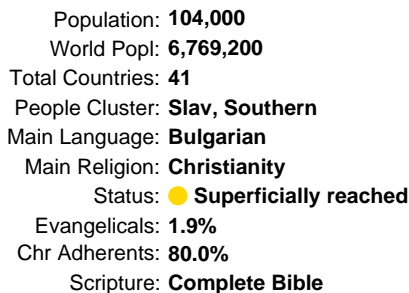 Population: 104,000
World Popl: 6,769,200
Total Countries: 41
People Cluster: Slav, Southern
Main Language: Bulgarian
Main Religion: Christianity
Status: Superficially reached
Evangelicals: 1.9%
Chr Adherents: 80.0%
Scripture: Complete Bible